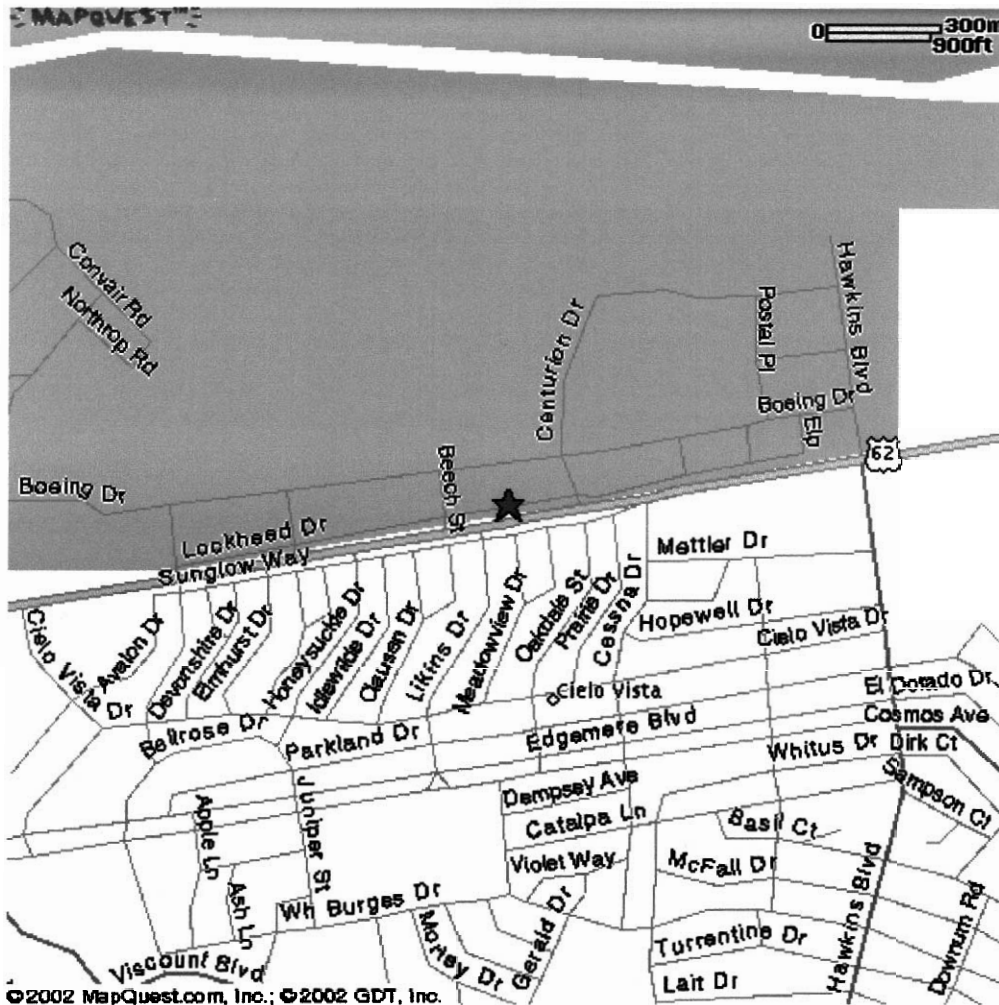 MAPQUEST™
0 300m
900ft
Convair Rd
Northrop Rd
Centurion Dr
Postal Pl
Hawkins Blvd
Boeing Dr
Elp
62
Boeing Dr
Beech St
Lockheed Dr
Sunglow Way
Mettler Dr
Cielo Vista Dr
Avalon Dr
Devonshire Dr
Elmhurst Dr
Honeysuckle Dr
Idlewilde Dr
Clausen Dr
Likins Dr
Meadowview Dr
Oakdale St
Prairie Dr
Cessna Dr
Hopewell Dr
Cielo Vista Dr
Cielo Vista
Bellrose Dr
Parkland Dr
Edgemere Blvd
El Dorado Dr
Cosmos Ave
Whitus Dr
Dirk Ct
Sampson Ct
Dempsey Ave
Catalpa Ln
Basil Ct
Violet Way
McFall Dr
Apple Ln
Juniper St
Ash Ln
Wh Burges Dr
Viscount Blvd
Morley Dr
Gerald Dr
Turrentine Dr
Lait Dr
Hawkins Blvd
Downum Rd
©2002 MapQuest.com, Inc.; ©2002 GDT, Inc.